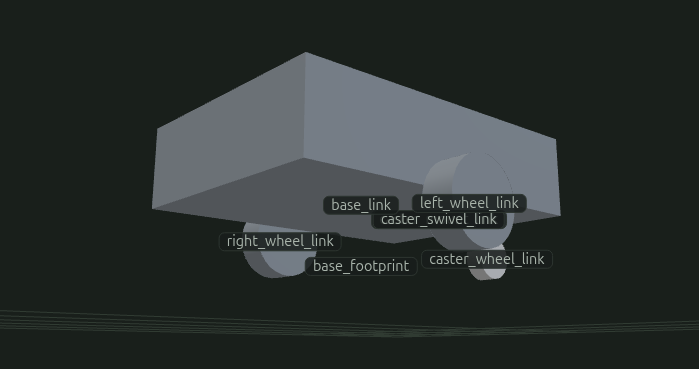 base_link
left_wheel_link
caster_swivel_link
right_wheel_link
base_footprint
caster_wheel_link